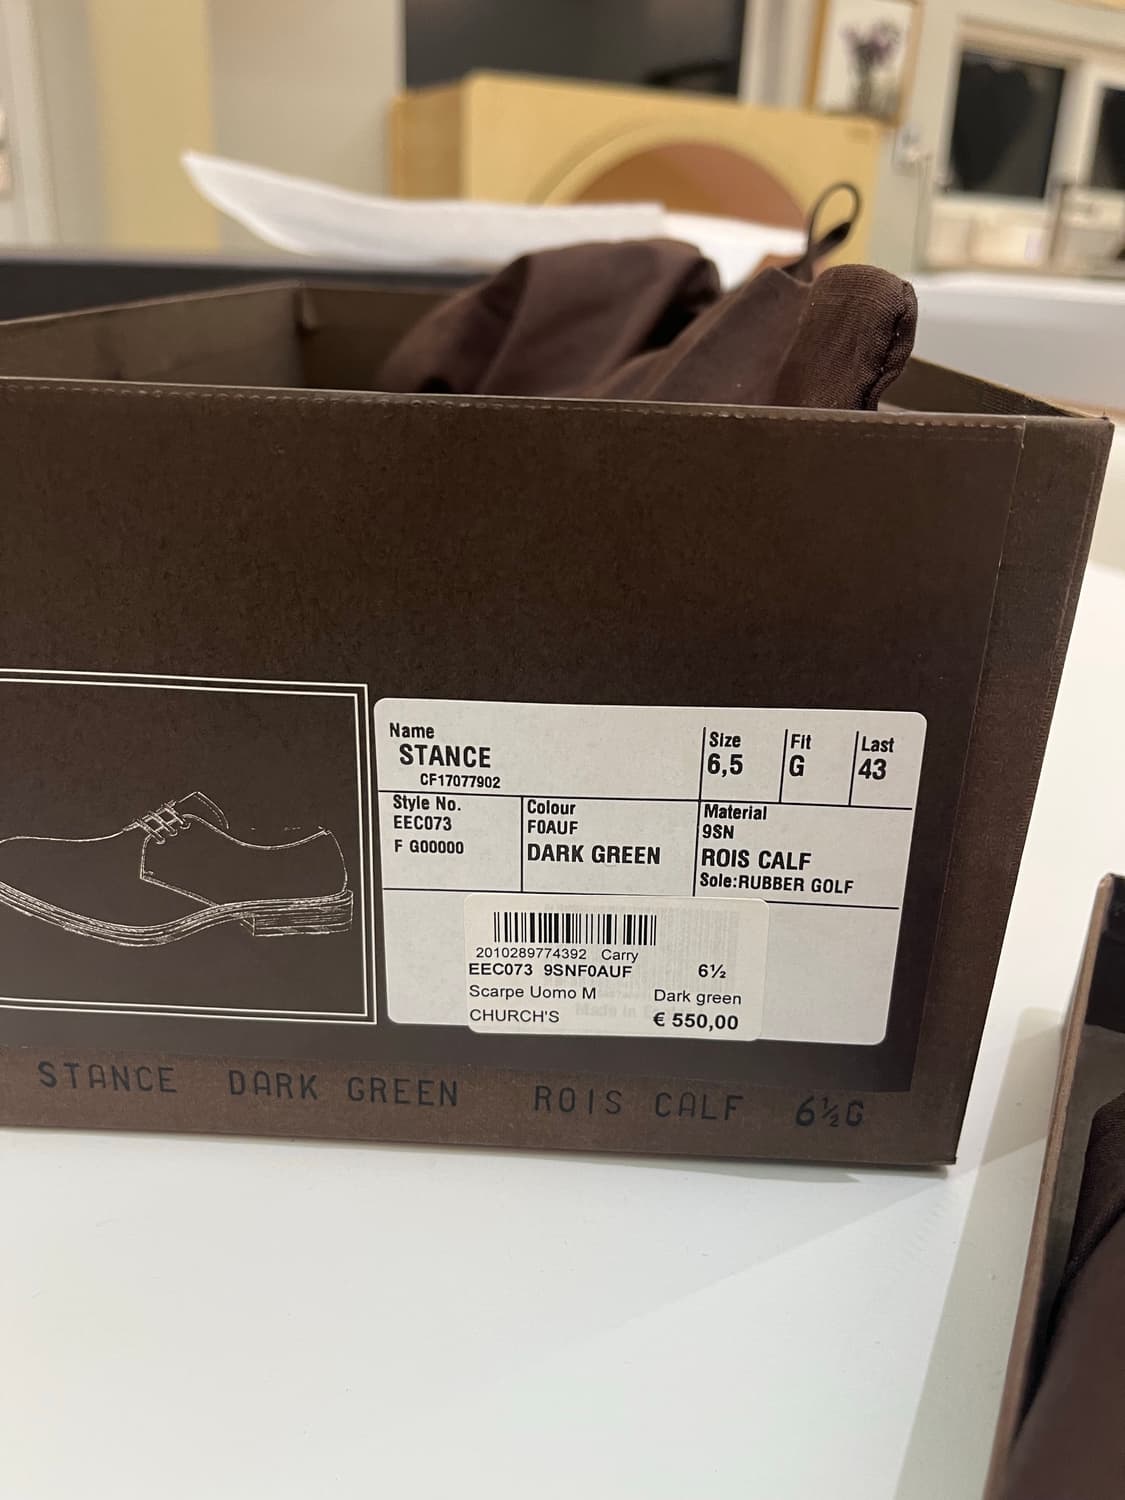 Name
STANCE
CF17077902
Size
6,5
Fit
G
Last
43
Style No.
EEC073
F G00000
Colour
F0AUF
DARK GREEN
Material
9SN
ROIS CALF
Sole:RUBBER GOLF
2010289774392 Carry
EEC073 9SNF0AUF 6½
Scarpe Uomo M Dark green
CHURCH'S € 550,00
Made in
STANCE DARK GREEN ROIS CALF 6½G